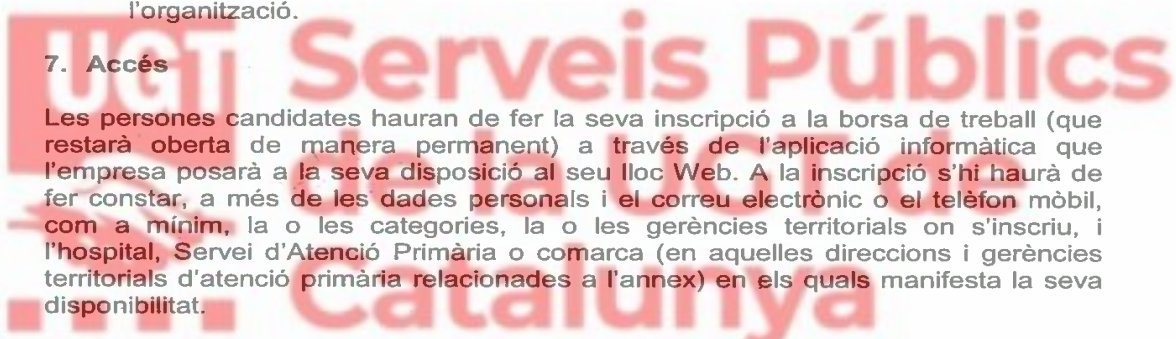 l'organització.
7. Accés
Les persones candidates hauran de fer la seva inscripció a la borsa de treball (que
restarà oberta de manera permanent) a través de l'aplicació informàtica que
l'empresa posarà a la seva disposició al seu lloc Web. A la inscripció s'hi haurà de
fer constar, a més de les dades personals i el correu electrònic o el telèfon mòbil,
com a mínim, la o les categories, la o les gerències territorials on s'inscriu, i
l'hospital, Servei d'Atenció Primària o comarca (en aquelles direccions i gerències
territorials d'atenció primària relacionades a l'annex) en els quals manifesta la seva
disponibilitat.
UGT Serveis Públics
de la UGT de
Catalunya